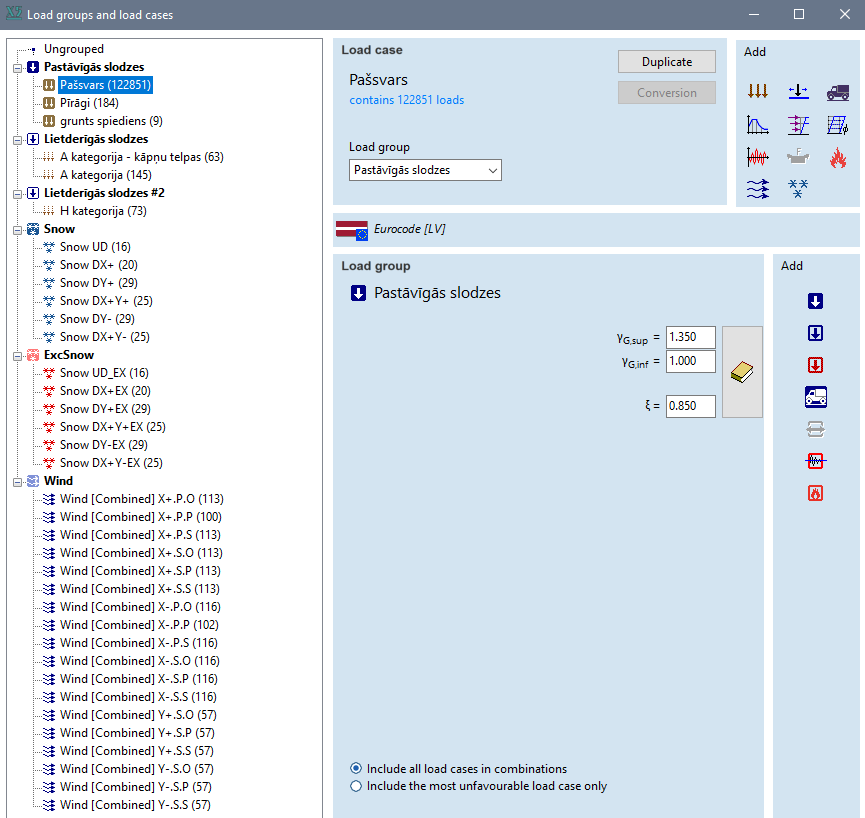 Load groups and load cases
Ungrouped
Pastāvīgās slodzes
Pašsvars (122851)
Pīrāgi (184)
grunts spiediens (9)
Lietderīgās slodzes
A kategorija - kāpņu telpas (63)
A kategorija (145)
Lietderīgās slodzes #2
H kategorija (73)
Snow
Snow UD (16)
Snow DX+ (20)
Snow DY+ (29)
Snow DX+Y+ (25)
Snow DY- (29)
Snow DX+Y- (25)
ExcSnow
Snow UD_EX (16)
Snow DX+EX (20)
Snow DY+EX (29)
Snow DX+Y+EX (25)
Snow DY-EX (29)
Snow DX+Y-EX (25)
Wind
Wind [Combined] X+.P.O (113)
Wind [Combined] X+.P.P (100)
Wind [Combined] X+.P.S (113)
Wind [Combined] X+.S.O (113)
Wind [Combined] X+.S.P (113)
Wind [Combined] X+.S.S (113)
Wind [Combined] X-.P.O (116)
Wind [Combined] X-.P.P (102)
Wind [Combined] X-.P.S (116)
Wind [Combined] X-.S.O (116)
Wind [Combined] X-.S.P (116)
Wind [Combined] X-.S.S (116)
Wind [Combined] Y+.S.O (57)
Wind [Combined] Y+.S.P (57)
Wind [Combined] Y+.S.S (57)
Wind [Combined] Y-.S.O (57)
Wind [Combined] Y-.S.P (57)
Wind [Combined] Y-.S.S (57)
Load case
Pašsvars
contains 122851 loads
Duplicate
Conversion
Load group
Pastāvīgās slodzes
Add
Eurocode [LV]
Load group
Pastāvīgās slodzes
γG,sup = 1.350
γG,inf = 1.000
ξ = 0.850
Include all load cases in combinations
Include the most unfavourable load case only
Add